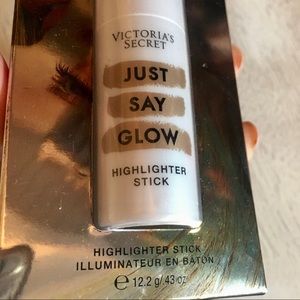 VICTORIA'S
SECRET
JUST
SAY
GLOW
HIGHLIGHTER
STICK
HIGHLIGHTER STICK
ILLUMINATEUR EN BÂTON
℮ 12.2 g .43 oz